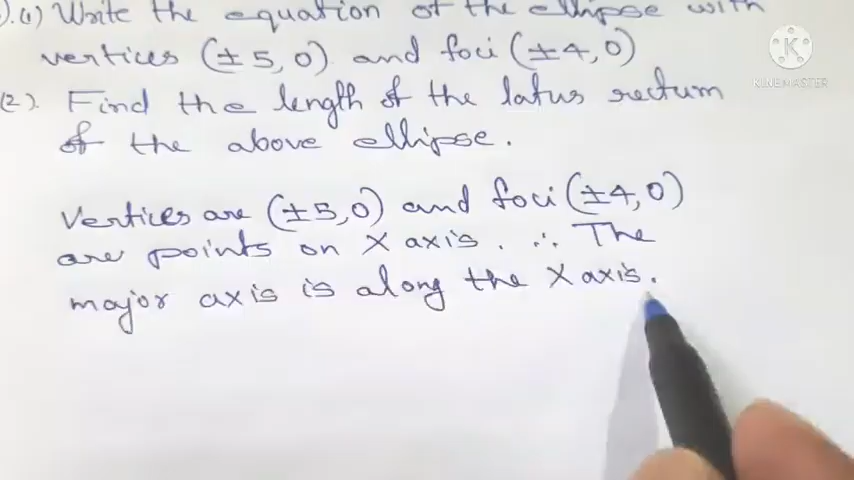 ).(1) Write the equation of the ellipse with
vertices (±5,0) and foci (±4,0)
KINEMASTER
(2). Find the length of the latus rectum
of the above ellipse.
Vertices are (±5,0) and foci (±4,0)
are points on X axis. ∴ The
major axis is along the X axis.